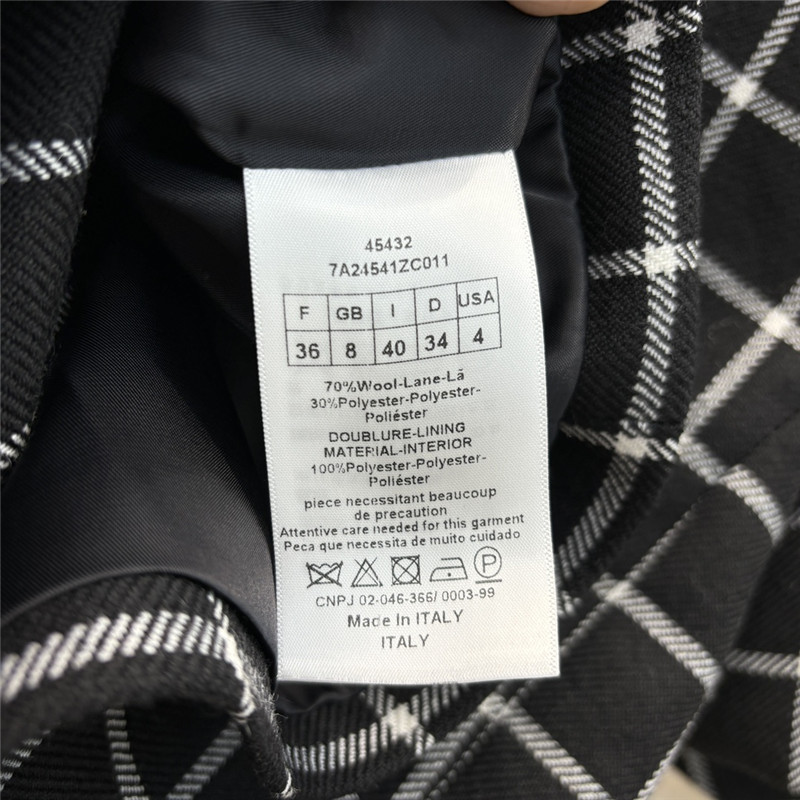 45432
7A24541ZC011
F GB I D USA
36 8 40 34 4
70%Wool-Lane-Lã
30%Polyester-Polyester-
Poliéster
DOUBLURE-LINING
MATERIAL-INTERIOR
100%Polyester-Polyester-
Poliéster
piece necessitant beaucoup
de precaution
Attentive care needed for this garment
Peca que necessita de muito cuidado
P
CNPJ 02-046-366/ 0003-99
Made In ITALY
ITALY